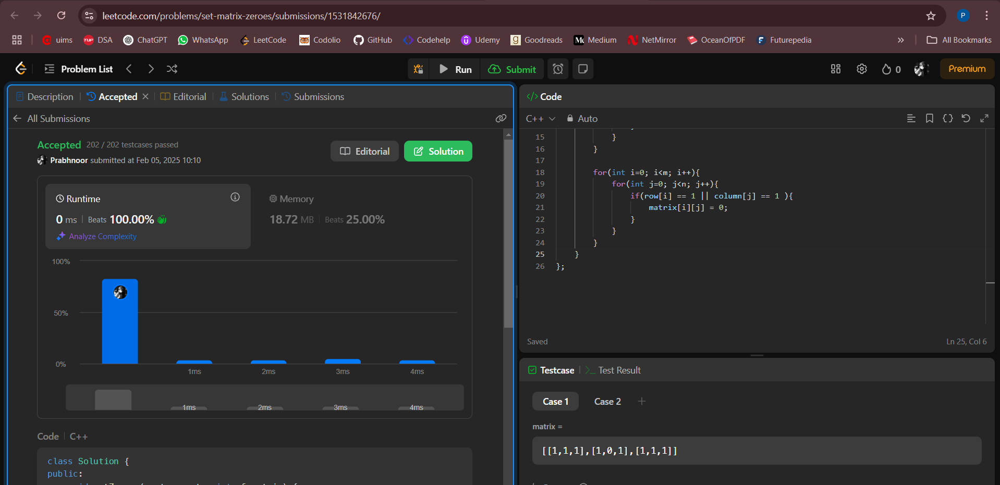 leetcode.com/problems/set-matrix-zeroes/submissions/1531842676/
P
uims DSA ChatGPT WhatsApp LeetCode Codolio GitHub Codehelp Udemy Goodreads Medium NetMirror OceanOfPDF Futurepedia » All Bookmarks
Problem List Run Submit 0 Premium
Description Accepted Editorial Solutions Submissions
All Submissions
Accepted 202 / 202 testcases passed
Prabhnoor submitted at Feb 05, 2025 10:10
Editorial Solution
Runtime
0 ms Beats 100.00%
Analyze Complexity
Memory
18.72 MB Beats 25.00%
100%
50%
0%
1ms 2ms 3ms 4ms
1ms 2ms 3ms 4ms
Code C++
class Solution {
public:
</> Code
C++ Auto
15 }
16 }
17
18 for(int i=0; i<m; i++){
19 for(int j=0; j<n; j++){
20 if(row[i] == 1 || column[j] == 1 ){
21 matrix[i][j] = 0;
22 }
23 }
24 }
25 }
26 };
Saved Ln 25, Col 6
Testcase >_ Test Result
Case 1 Case 2 +
matrix =
[[1,1,1],[1,0,1],[1,1,1]]